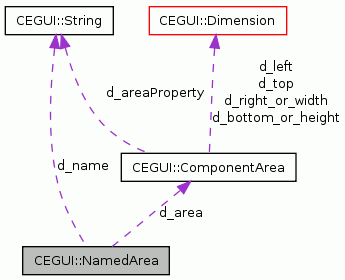 CEGUI::String
CEGUI::Dimension
d_areaProperty
d_left
d_top
d_right_or_width
d_bottom_or_height
d_name
CEGUI::ComponentArea
d_area
CEGUI::NamedArea